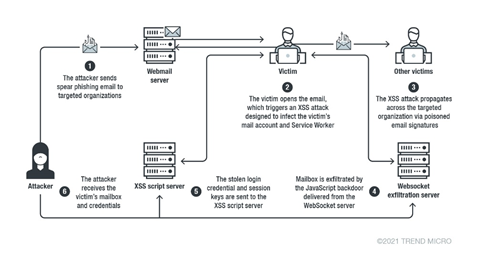 1
The attacker sends
spear phishing email to
targeted organizations
Webmail
server
Victim
2
The victim opens the email,
which triggers an XSS attack
designed to infect the victim's
mail account and Service Worker
Other victims
3
The XSS attack propagates
across the targeted
organization via poisoned
email signatures
Attacker
6
The attacker
receives the
victim's mailbox
and credentials
XSS script server
5
The stolen login
credential and session
keys are sent to the
XSS script server
Mailbox is exfiltrated by
the JavaScript backdoor
delivered from the
WebSocket server
4
Websocket
exfiltration server
©2021 TREND MICRO